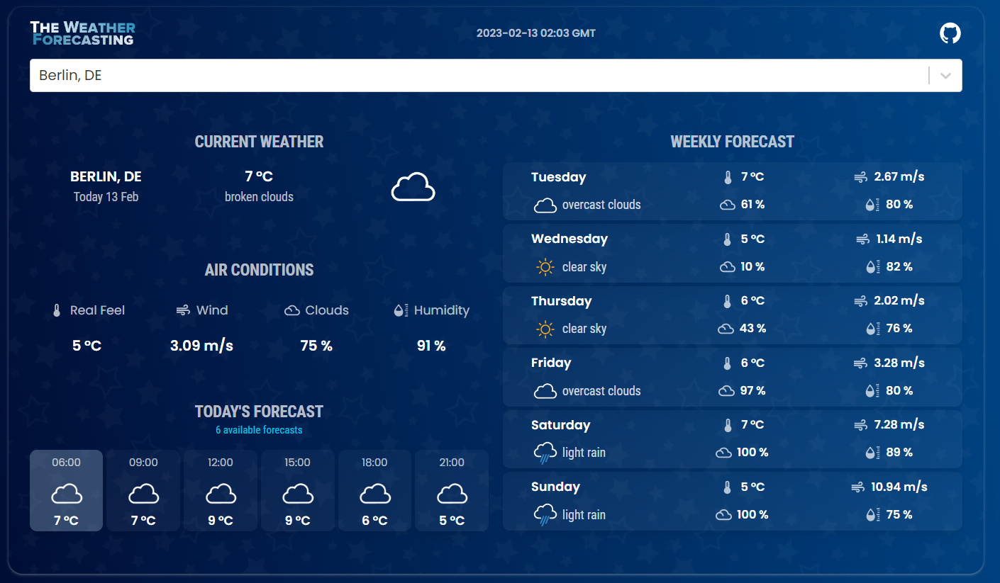 The Weather
Forecasting
2023-02-13 02:03 GMT
Berlin, DE
CURRENT WEATHER
BERLIN, DE
Today 13 Feb
7 °C
broken clouds
AIR CONDITIONS
Real Feel
5 °C
Wind
3.09 m/s
Clouds
75 %
Humidity
91 %
TODAY'S FORECAST
6 available forecasts
06:00
7 °C
09:00
7 °C
12:00
9 °C
15:00
9 °C
18:00
6 °C
21:00
5 °C
WEEKLY FORECAST
Tuesday 7 °C 2.67 m/s
overcast clouds 61 % 80 %
Wednesday 5 °C 1.14 m/s
clear sky 10 % 82 %
Thursday 6 °C 2.02 m/s
clear sky 43 % 76 %
Friday 6 °C 3.28 m/s
overcast clouds 97 % 80 %
Saturday 7 °C 7.28 m/s
light rain 100 % 89 %
Sunday 5 °C 10.94 m/s
light rain 100 % 75 %